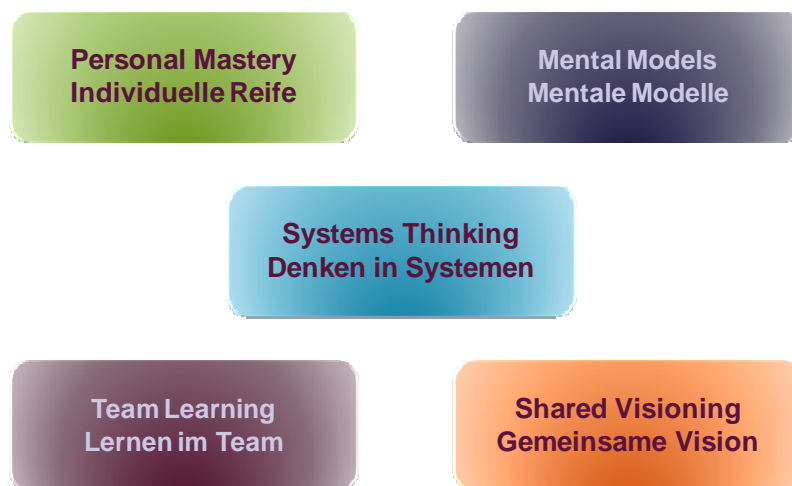 Personal Mastery
Individuelle Reife
Mental Models
Mentale Modelle
Systems Thinking
Denken in Systemen
Team Learning
Lernen im Team
Shared Visioning
Gemeinsame Vision